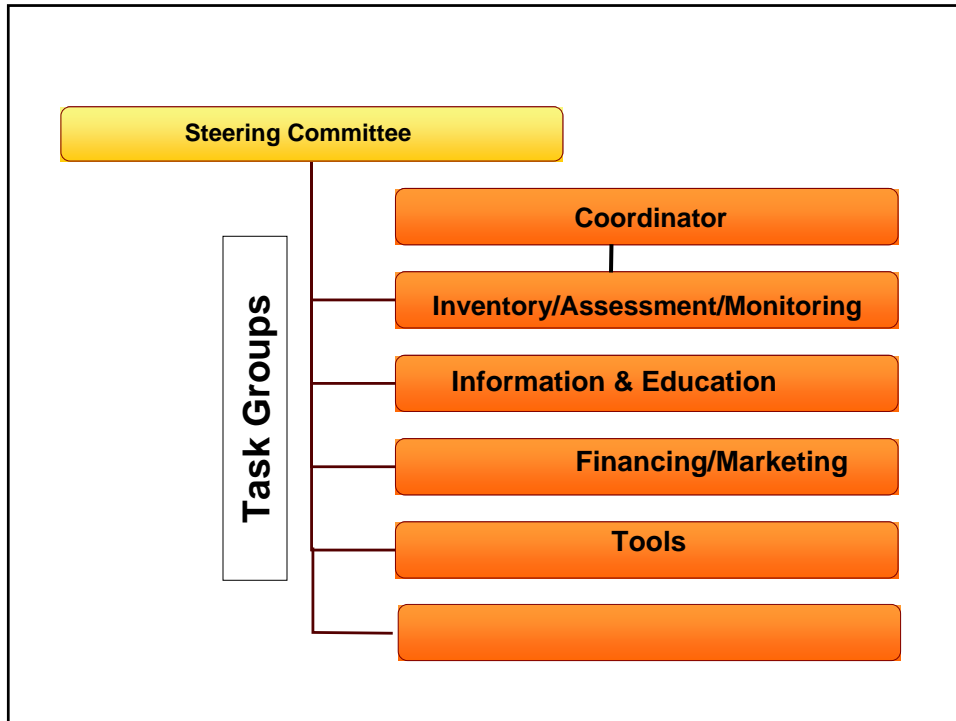 Steering Committee
Coordinator
Task Groups
Inventory/Assessment/Monitoring
Information & Education
Financing/Marketing
Tools